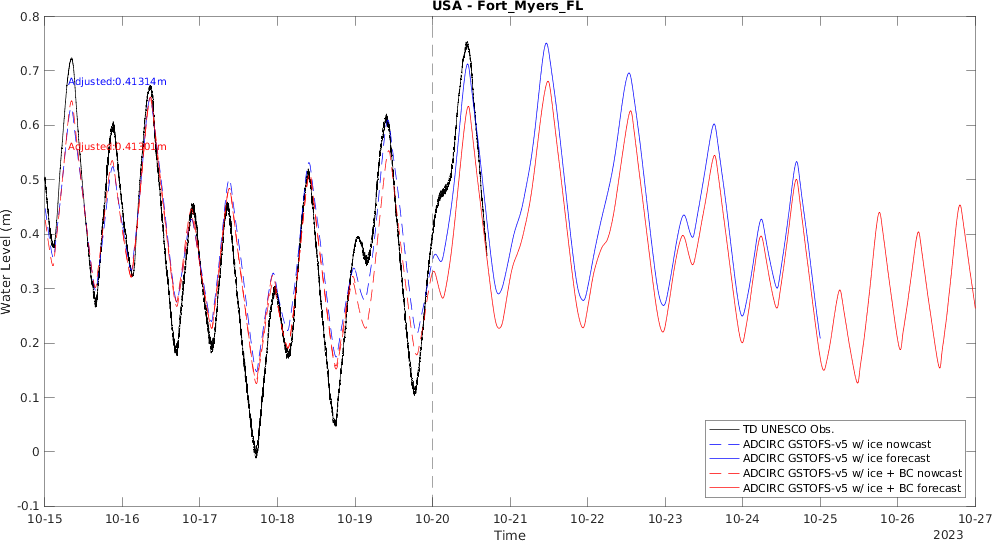 USA - Fort_Myers_FL
0.8
0.7
0.6
0.5
0.4
0.3
0.2
0.1
0
-0.1
Water Level (m)
Adjusted:0.41314m
Adjusted:0.41301m
TD UNESCO Obs.
ADCIRC GSTOFS-v5 w/ ice nowcast
ADCIRC GSTOFS-v5 w/ ice forecast
ADCIRC GSTOFS-v5 w/ ice + BC nowcast
ADCIRC GSTOFS-v5 w/ ice + BC forecast
10-15 10-16 10-17 10-18 10-19 10-20 10-21 10-22 10-23 10-24 10-25 10-26 10-27
Time
2023